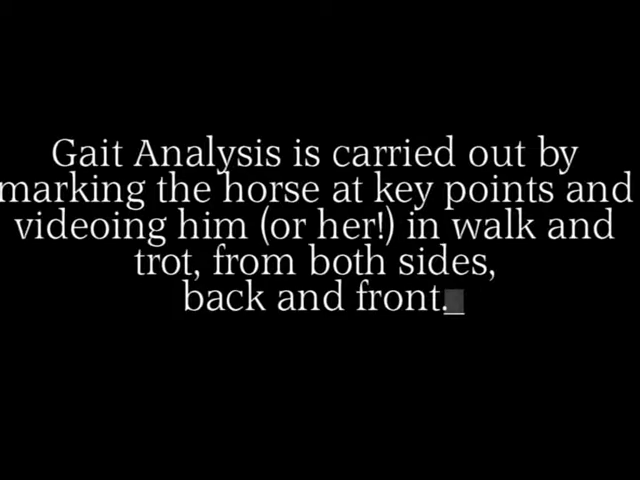 Gait Analysis is carried out by
marking the horse at key points and
videoing him (or her!) in walk and
trot, from both sides,
back and front._